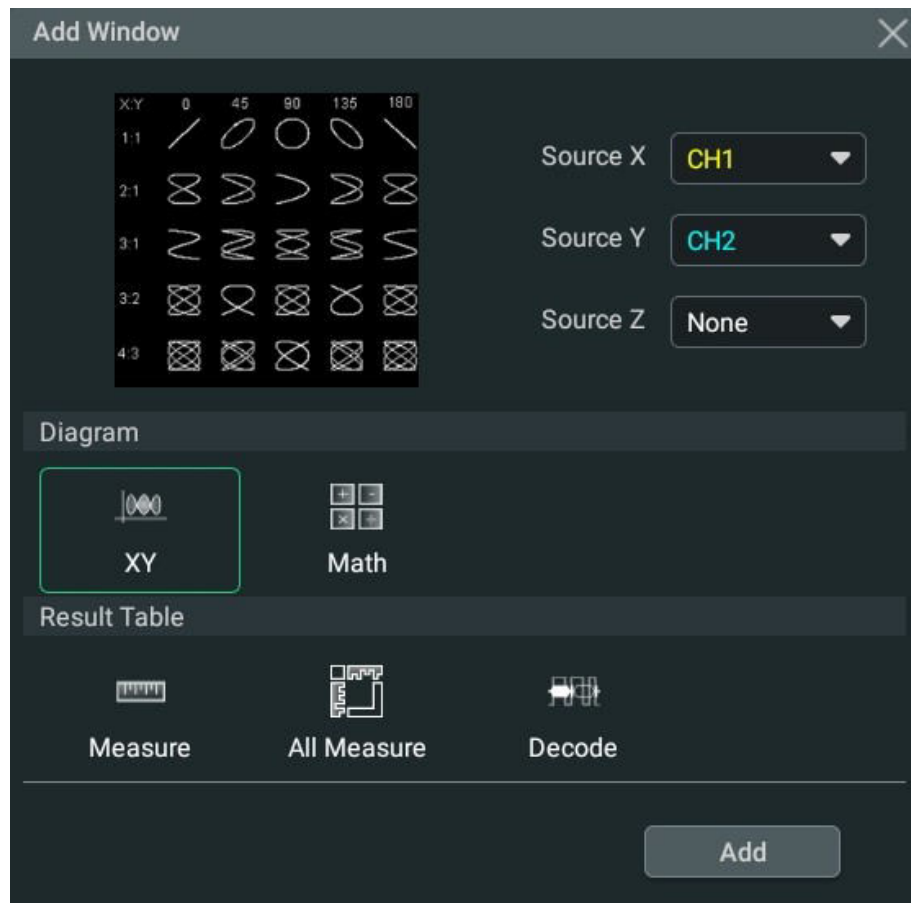 Add Window
X:Y 0 45 90 135 180
1:1
2:1
3:1
3:2
4:3
Source X CH1
Source Y CH2
Source Z None
Diagram
XY Math
Result Table
Measure All Measure Decode
Add